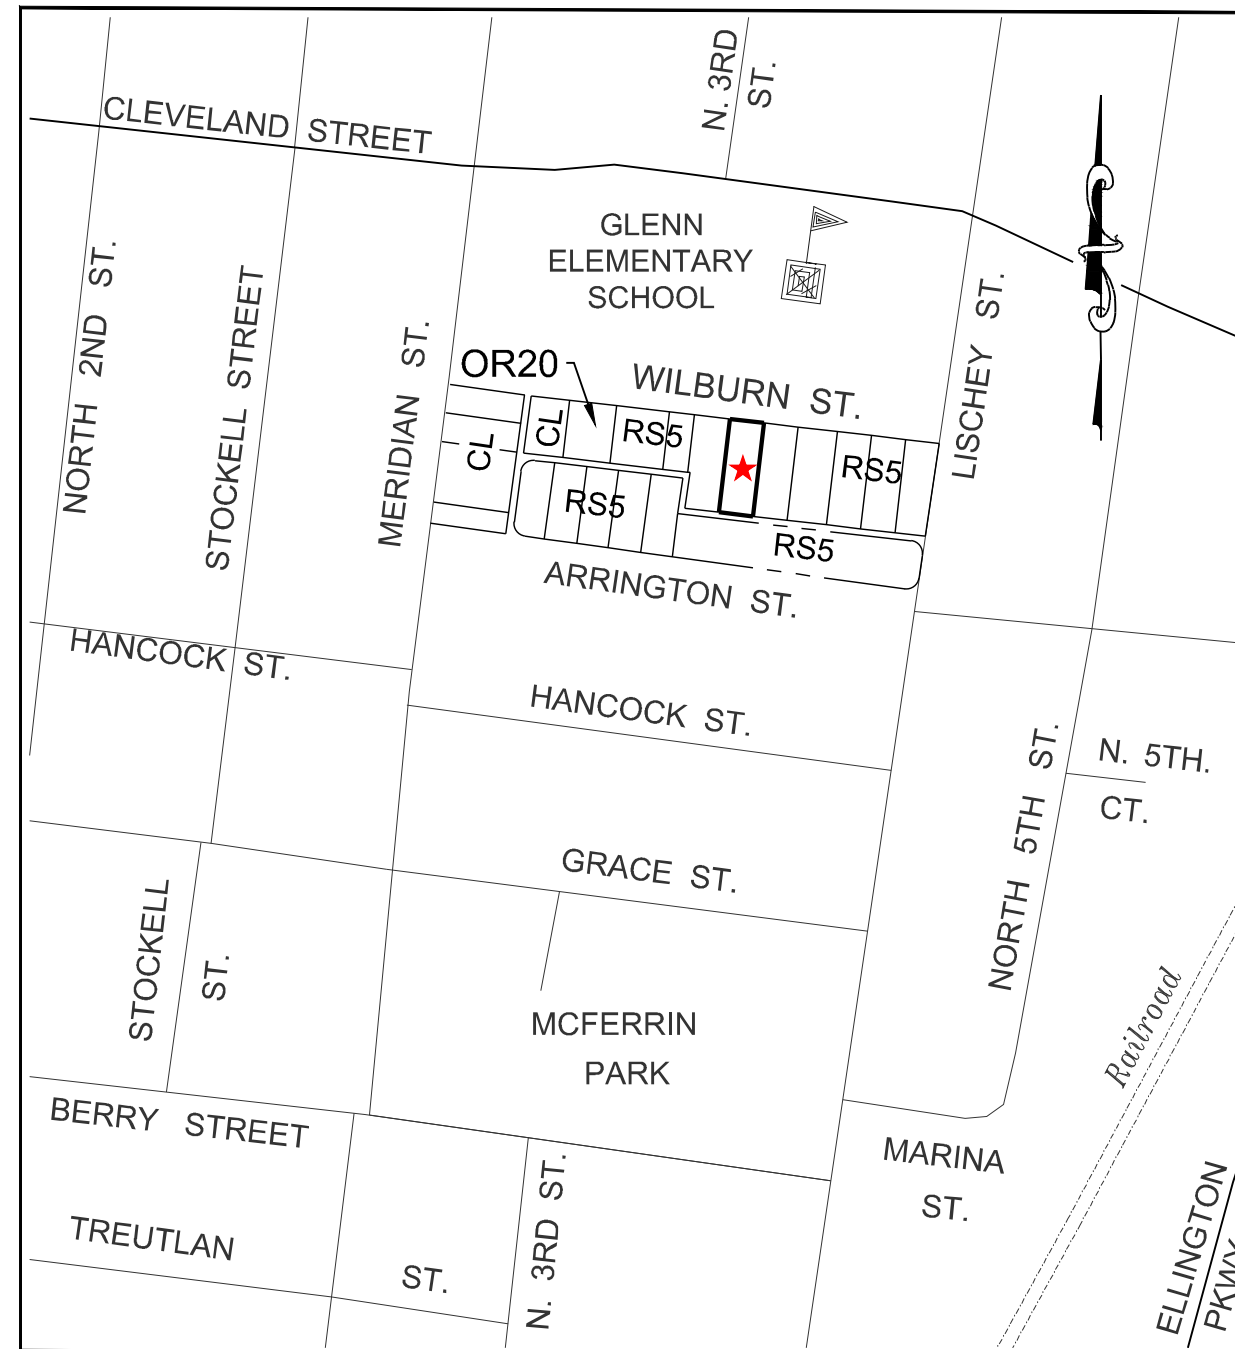 N. 3RD
ST.
CLEVELAND STREET
GLENN
ELEMENTARY
SCHOOL
NORTH 2ND ST.
STOCKELL STREET
MERIDIAN ST.
LISCHEY ST.
OR20
WILBURN ST.
CL
CL
RS5
RS5
RS5
RS5
ARRINGTON ST.
HANCOCK ST.
HANCOCK ST.
NORTH 5TH ST.
N. 5TH.
CT.
GRACE ST.
STOCKELL
ST.
MCFERRIN
PARK
Railroad
BERRY STREET
MARINA
ST.
TREUTLAN
ST.
N. 3RD ST.
ELLINGTON
PKWY